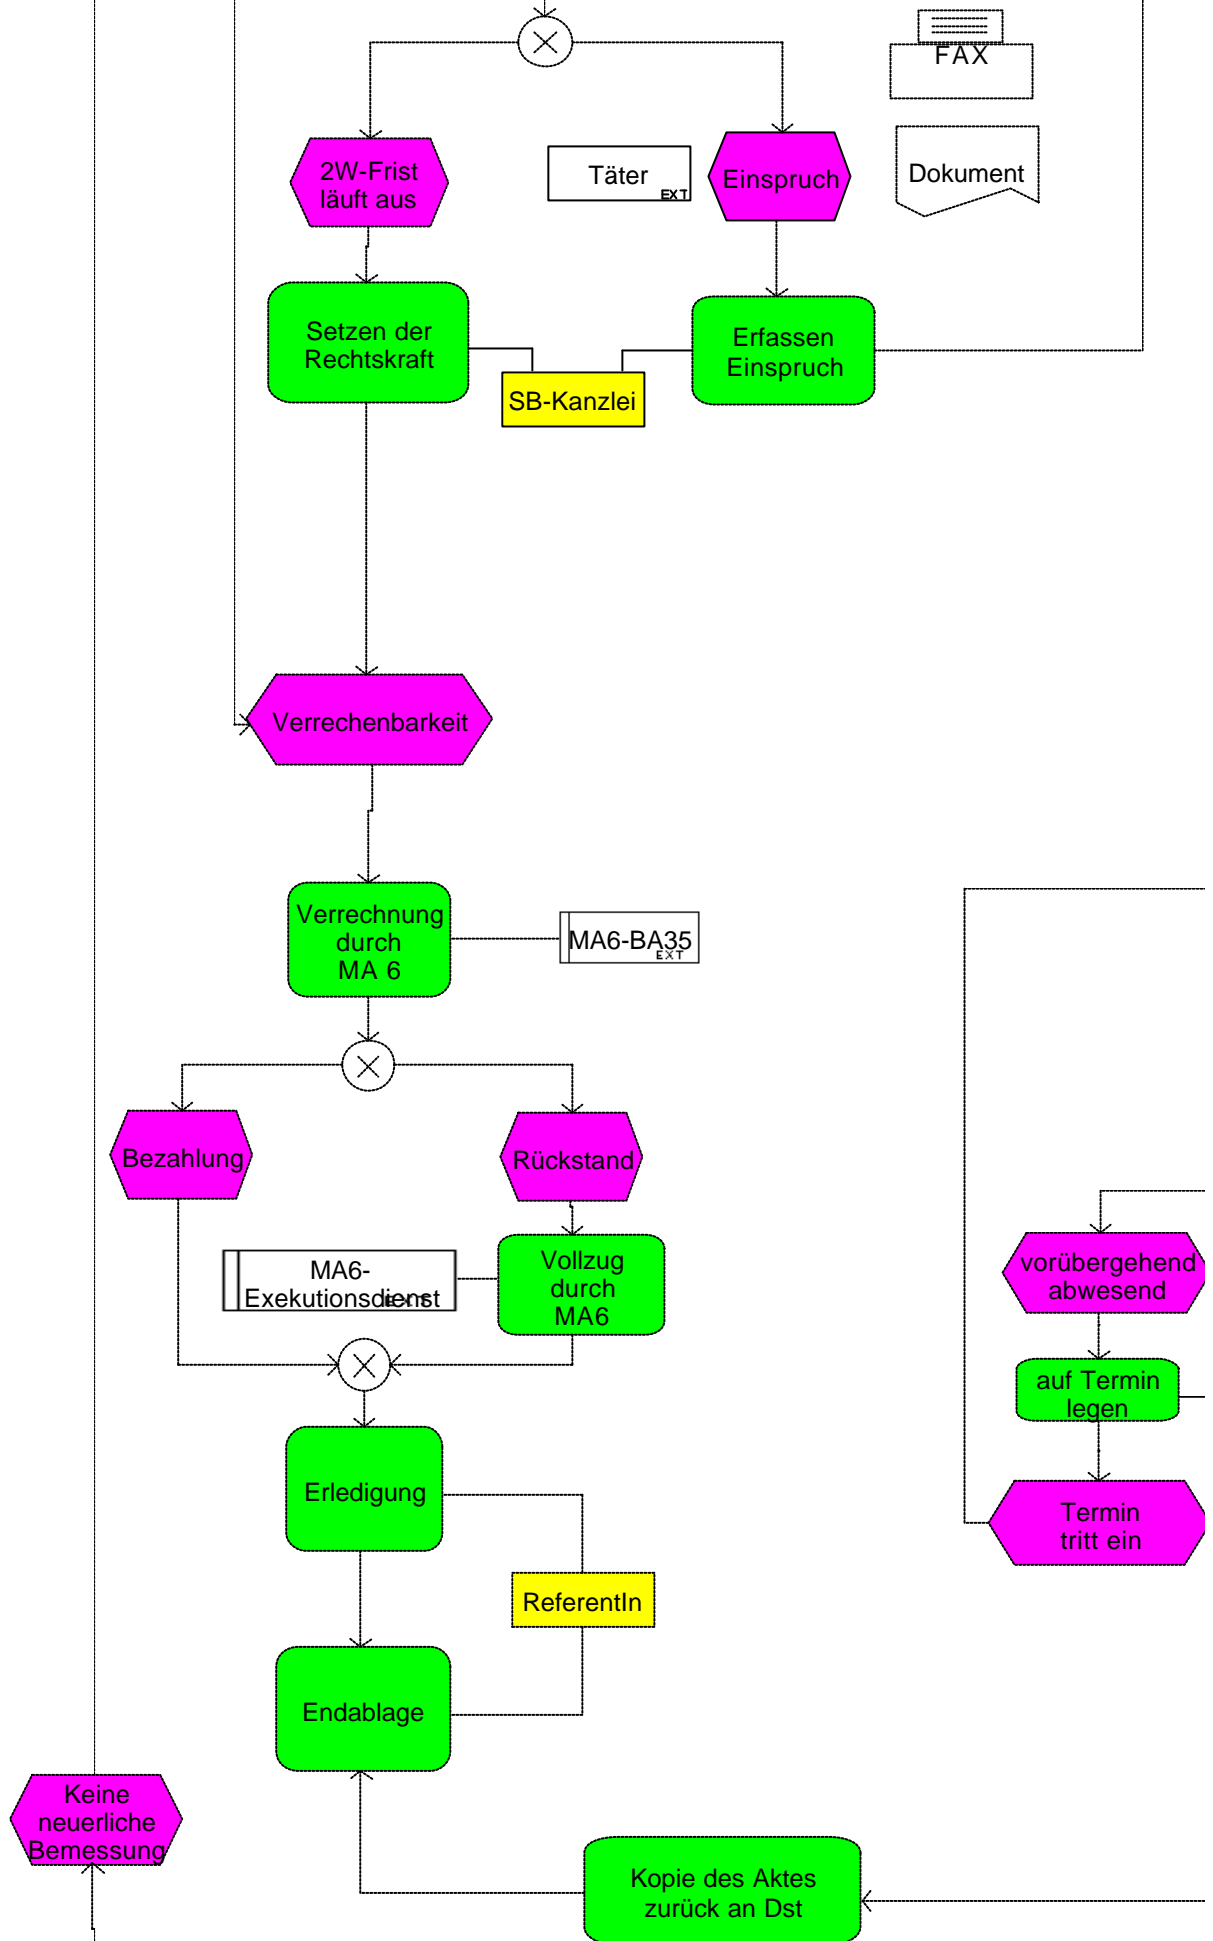 FAX
2W-Frist
läuft aus
Täter
EXT
Einspruch
Dokument
Setzen der
Rechtskraft
Erfassen
Einspruch
SB-Kanzlei
Verrechenbarkeit
Verrechnung
durch
MA 6
MA6-BA35
EXT
Bezahlung
Rückstand
MA6-
Exekutionsdienst
EXT
Vollzug
durch
MA6
vorübergehend
abwesend
auf Termin
legen
Erledigung
Termin
tritt ein
ReferentIn
Endablage
Keine
neuerliche
Bemessung
Kopie des Aktes
zurück an Dst